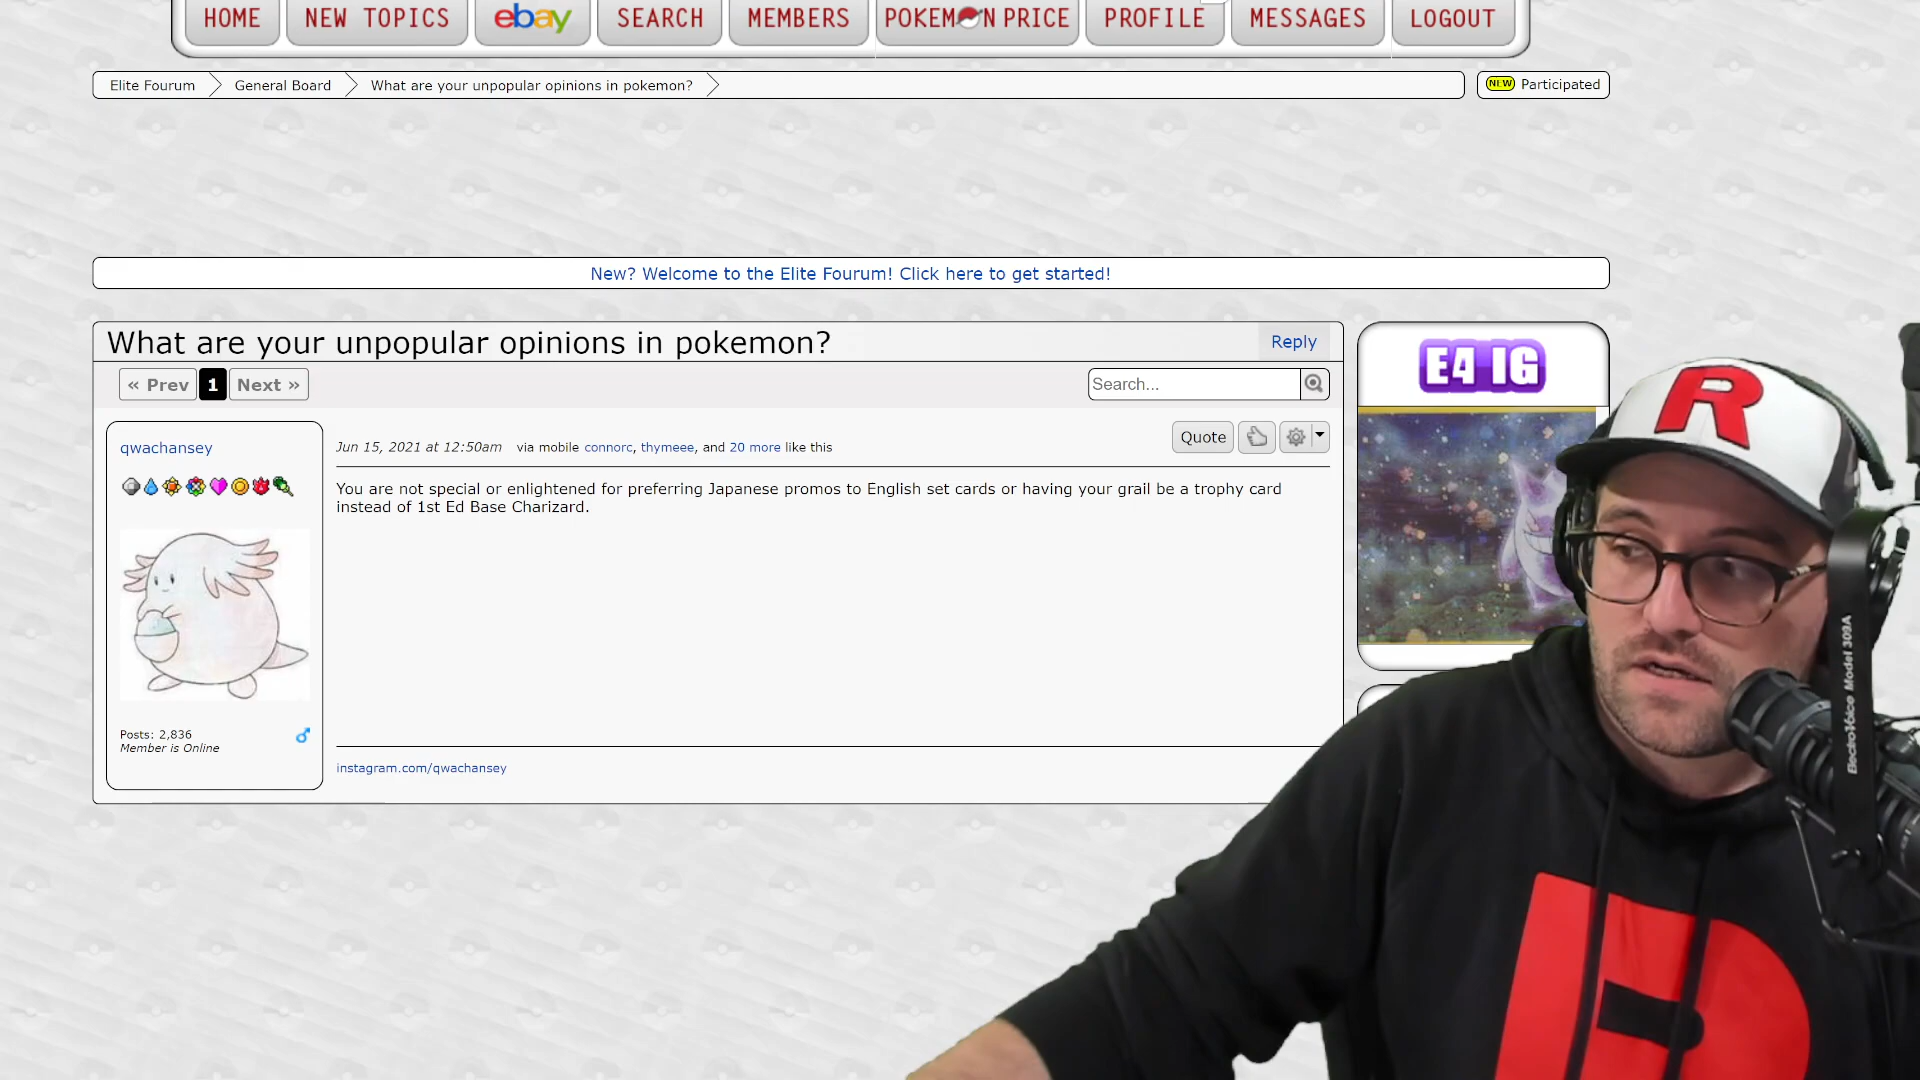 HOME NEW TOPICS ebay SEARCH MEMBERS POKEMON PRICE PROFILE MESSAGES LOGOUT
Elite Fourum General Board What are your unpopular opinions in pokemon? NEW Participated
New? Welcome to the Elite Fourum! Click here to get started!
What are your unpopular opinions in pokemon? Reply
« Prev 1 Next » Search...
E4 IG
qwachansey
Jun 15, 2021 at 12:50am via mobile connorc, thymeee, and 20 more like this Quote
You are not special or enlightened for preferring Japanese promos to English set cards or having your grail be a trophy card
instead of 1st Ed Base Charizard.
Posts: 2,836
Member is Online
instagram.com/qwachansey
R
R
Electro-Voice Model 309A